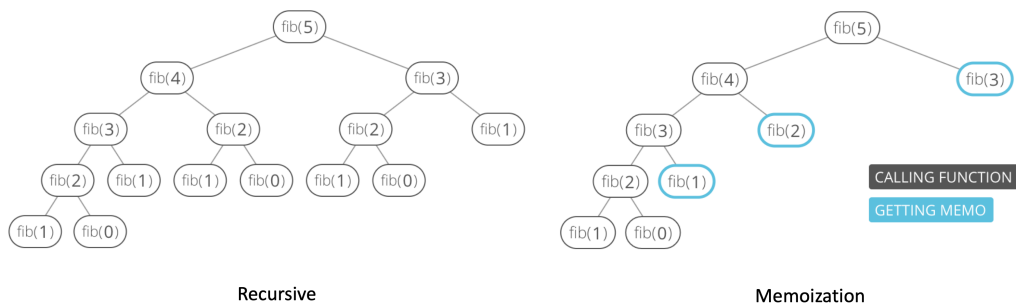 fib(5)
fib(4) fib(3)
fib(3) fib(2) fib(2) fib(1)
fib(2) fib(1) fib(1) fib(0) fib(1) fib(0)
fib(1) fib(0)
Recursive
fib(5)
fib(4) fib(3)
fib(3) fib(2)
fib(2) fib(1)
fib(1) fib(0)
CALLING FUNCTION
GETTING MEMO
Memoization